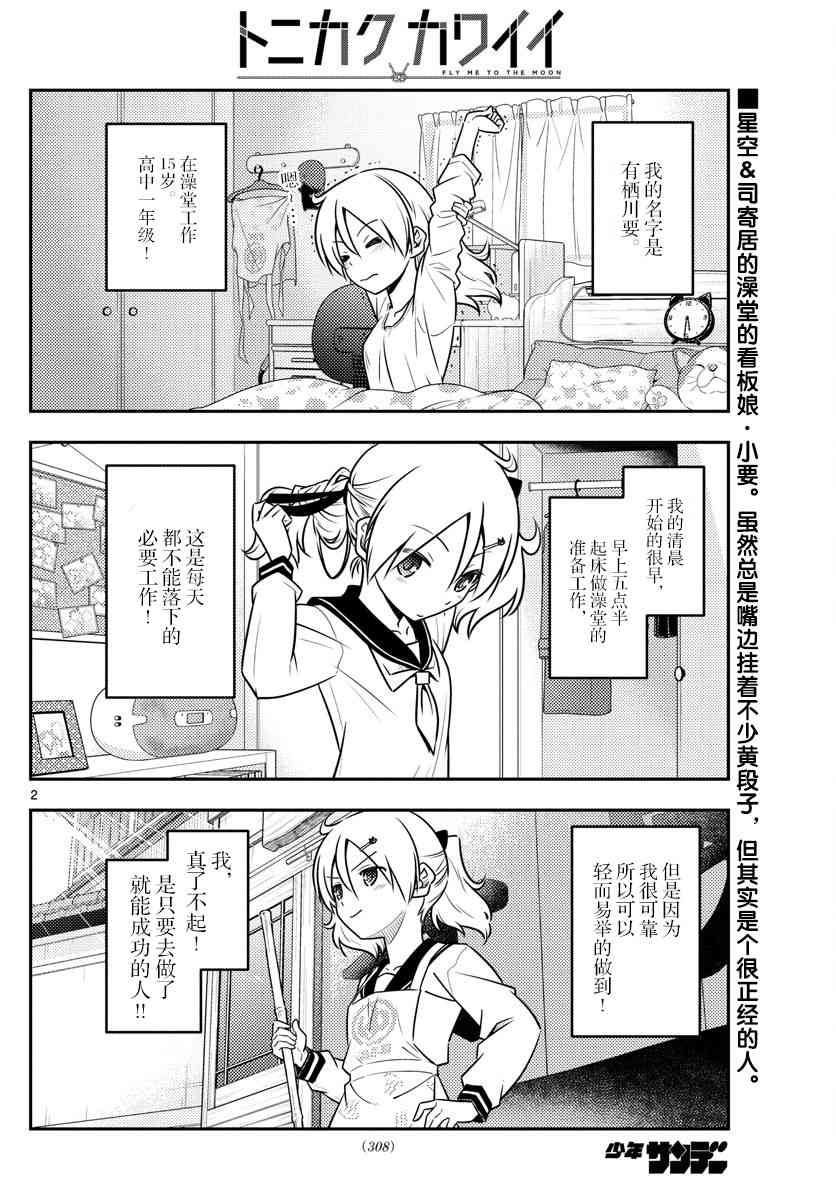 トニカクカワイイ
FLY ME TO THE MOON
■星空&司寄居的澡堂的看板娘·小要。虽然总是嘴边挂着不少黄段子，但其实是个很正经的人。
我的名字是
有栖川要。
嗯~
在澡堂工作
15岁。
高中一年级！
我的清晨
开始的很早，
早上五点半
起床做澡堂的
准备工作，
这是每天
都不能落下的
必要工作！
2
但是因为
我很可靠
所以可以
轻而易举的做到！
我，
真了不起！
是只要去做了
就能成功的人！！
(308)
少年サンデー